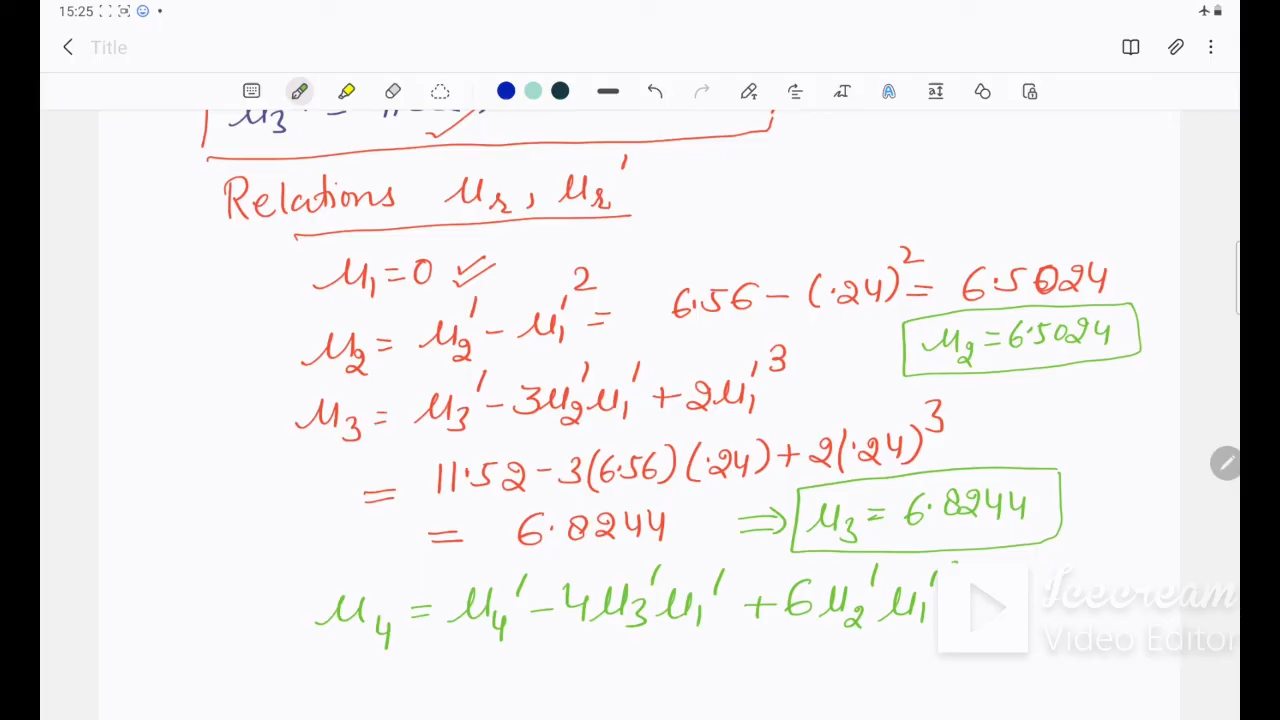 15:25
Title
μ₃
Relations μᵣ, μᵣ′
μ₁ = 0 ✓
μ₂ = μ₂′ - μ₁′² = 6.56 - (.24)² = 6.5024
μ₂ = 6.5024
μ₃ = μ₃′ - 3μ₂′μ₁′ + 2μ₁′³
= 11.52 - 3(6.56)(.24) + 2(.24)³
= 6.8244 ⇒ μ₃ = 6.8244
μ₄ = μ₄′ - 4μ₃′μ₁′ + 6μ₂′μ₁′
Icecream
Video Editor